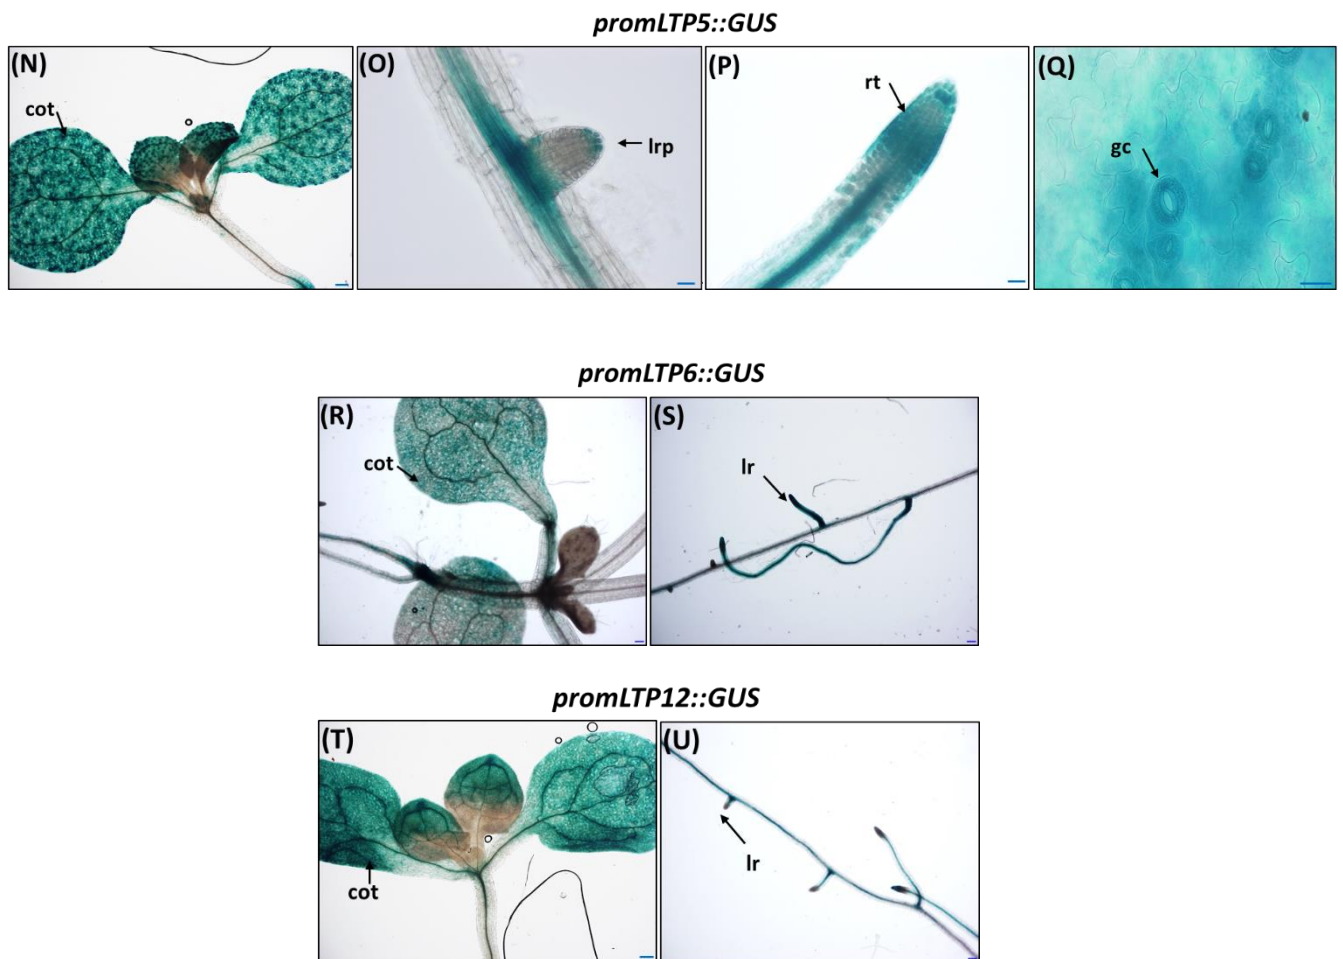 promLTP5::GUS
(N)
cot
(O)
lrp
(P)
rt
(Q)
gc
promLTP6::GUS
(R)
cot
(S)
lr
promLTP12::GUS
(T)
cot
(U)
lr